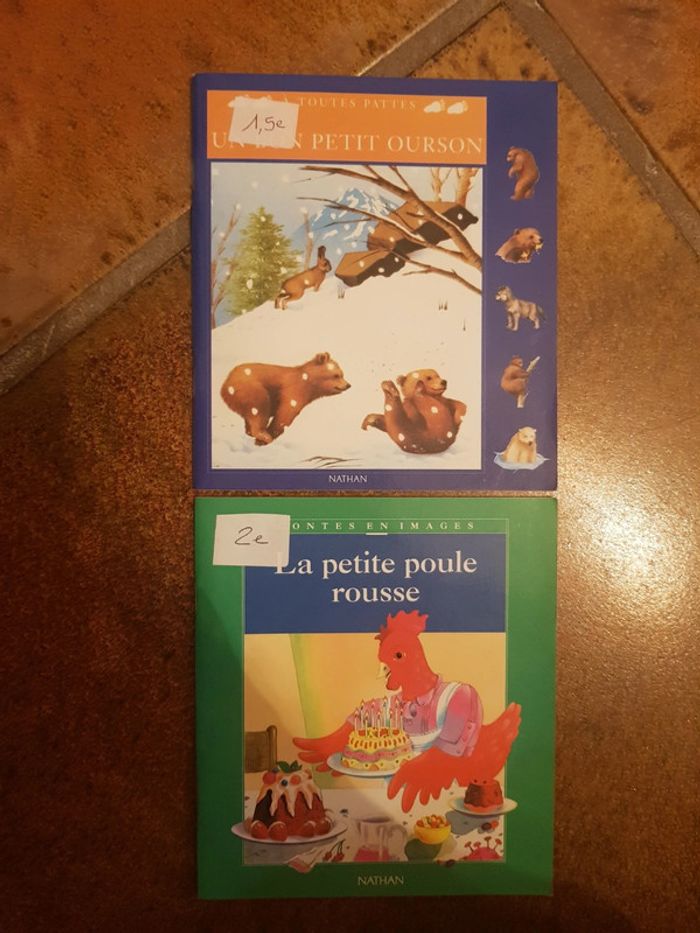 TOUTES PATTES
1,5e
UN PETIT OURSON
NATHAN
ONTES EN IMAGES
2e
La petite poule
rousse
NATHAN